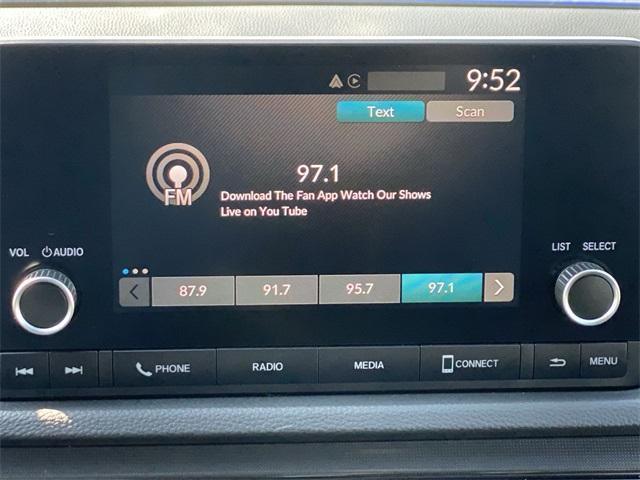 9:52
Text Scan
97.1
FM
Download The Fan App Watch Our Shows
Live on You Tube
VOL AUDIO
LIST SELECT
87.9 91.7 95.7 97.1
PHONE RADIO MEDIA CONNECT MENU